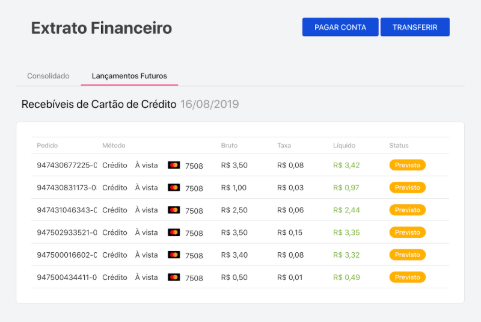 Extrato Financeiro
PAGAR CONTA TRANSFERIR
Consolidado Lançamentos Futuros
Recebíveis de Cartão de Crédito 16/08/2019
Pedido Método Bruto Taxa Líquido Status
947430677225-0 Crédito À vista 7508 R$ 3,50 R$ 0,08 R$ 3,42 Previsto
947430831173-0 Crédito À vista 7508 R$ 1,00 R$ 0,03 R$ 0,97 Previsto
947431046343-0 Crédito À vista 7508 R$ 2,50 R$ 0,06 R$ 2,44 Previsto
947502933521-0 Crédito À vista 7508 R$ 3,50 R$ 0,15 R$ 3,35 Previsto
947500016602-0 Crédito À vista 7508 R$ 3,40 R$ 0,08 R$ 3,32 Previsto
947500434411-0 Crédito À vista 7508 R$ 0,50 R$ 0,01 R$ 0,49 Previsto